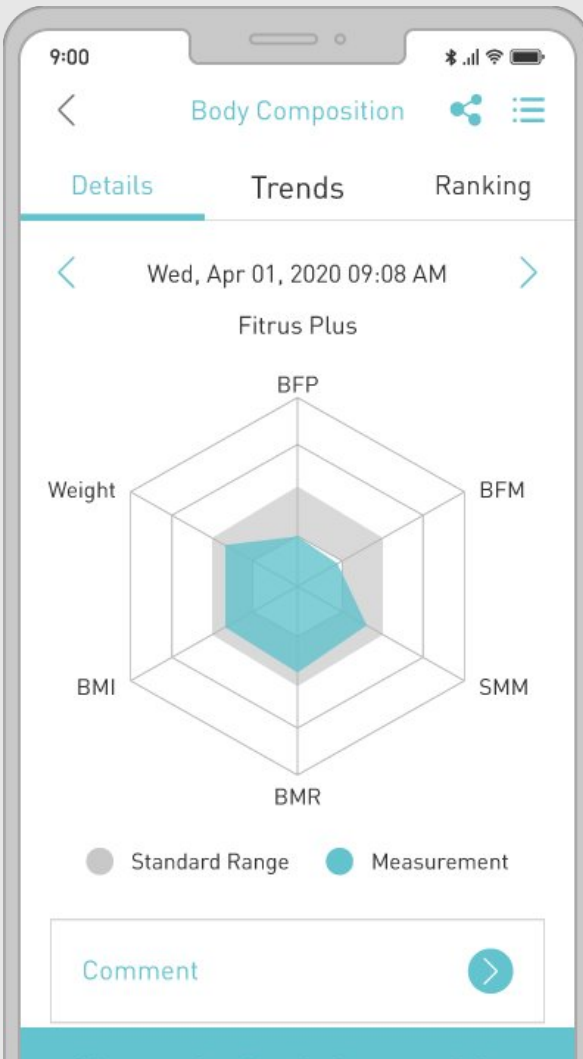 9:00
Body Composition
Details Trends Ranking
Wed, Apr 01, 2020 09:08 AM
Fitrus Plus
BFP
Weight BFM
BMI SMM
BMR
Standard Range Measurement
Comment